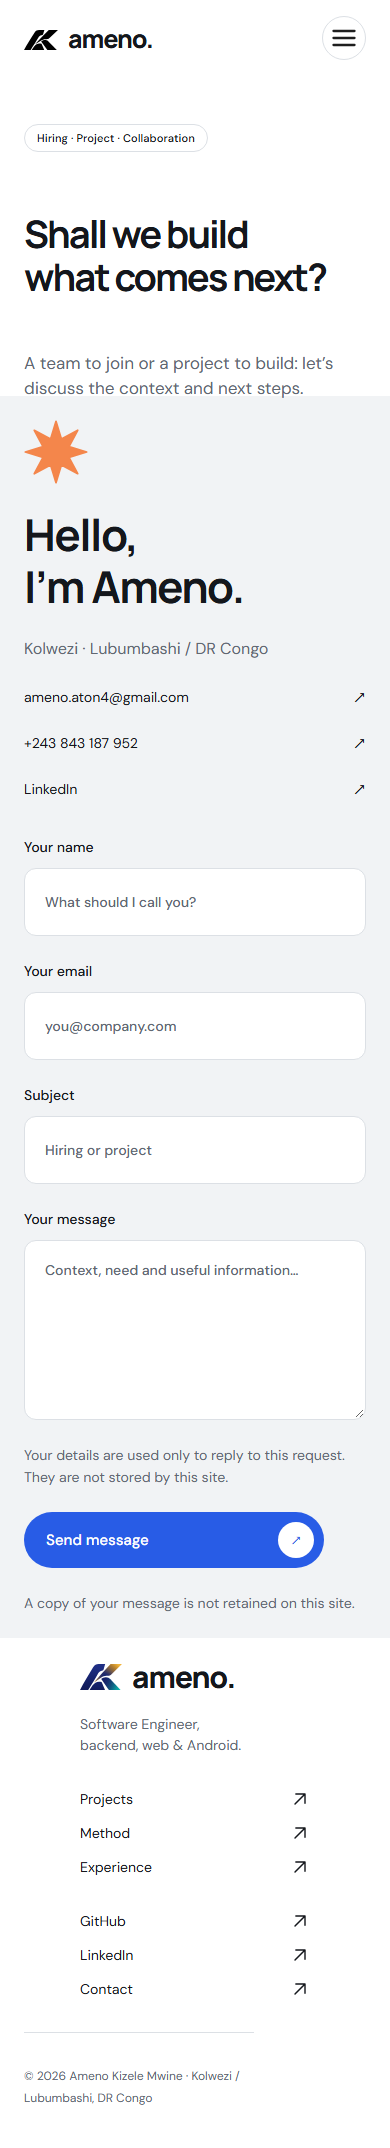 ameno.
Hiring · Project · Collaboration
Shall we build
what comes next?
A team to join or a project to build: let’s
discuss the context and next steps.
Hello,
I’m Ameno.
Kolwezi · Lubumbashi / DR Congo
ameno.aton4@gmail.com ↗
+243 843 187 952 ↗
LinkedIn ↗
Your name
What should I call you?
Your email
you@company.com
Subject
Hiring or project
Your message
Context, need and useful information…
Your details are used only to reply to this request.
They are not stored by this site.
Send message ↗
A copy of your message is not retained on this site.
ameno.
Software Engineer,
backend, web & Android.
Projects
Method
Experience
GitHub
LinkedIn
Contact
© 2026 Ameno Kizele Mwine · Kolwezi /
Lubumbashi, DR Congo